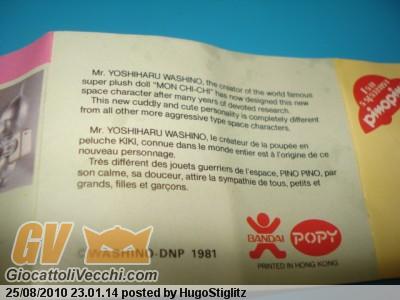 Mr. YOSHIHARU WASHINO, the creator of the world famous
super plush doll "MON CHI-CHI" has now designed this new
space character after many years of devoted research.
This new cuddly and cute personality is completely different
from all other more aggressive type space characters.
Mr. YOSHIHARU WASHINO, le créateur de la poupée en
peluche KIKI, connue dans le monde entier est à l'origine de ce
nouveau personnage.
Très différent des jouets guerriers de l'espace, PINO PINO, par
son calme, sa douceur, attire la sympathie de tous, petits et
grands, filles et garçons.
BANDAI
POPY
PRINTED IN HONG KONG
© WASHINO-DNP 1981
GV
GiocattoliVecchi.com
25/08/2010 23.01.14 posted by HugoStiglitz